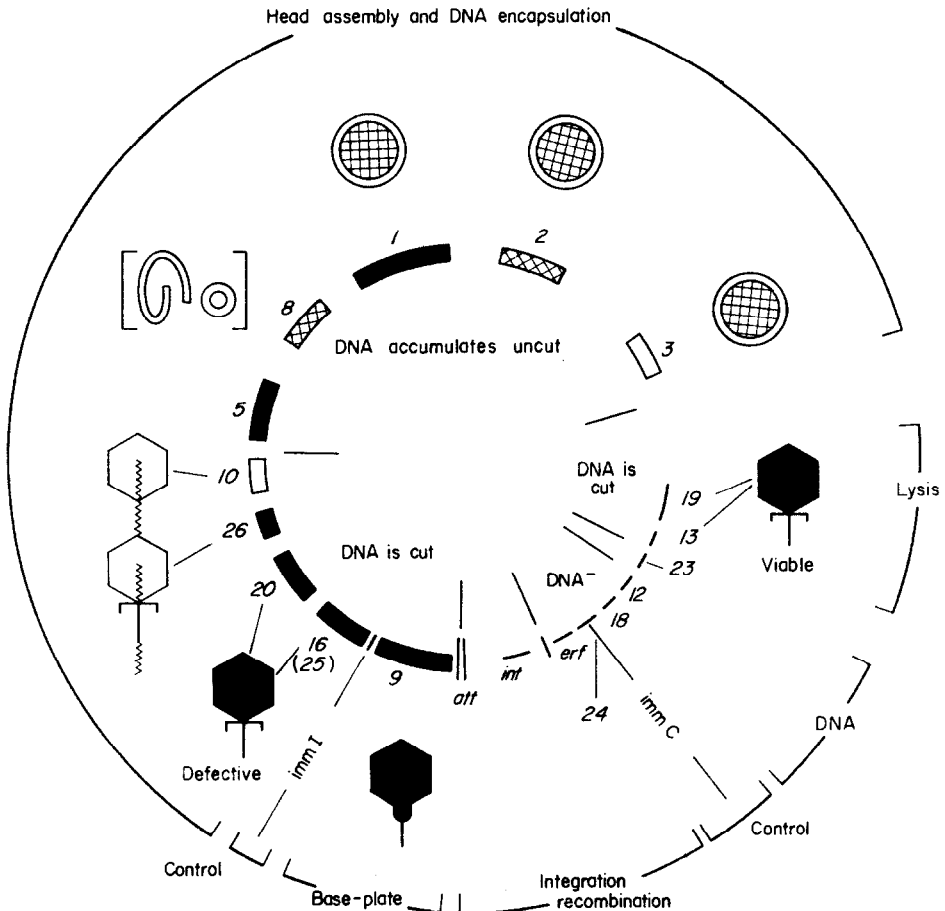 Head assembly and DNA encapsulation
1
2
8
3
DNA accumulates uncut
5
10
DNA is
cut
19
Lysis
26
13
DNA is cut
23
Viable
DNA⁻
12
20
18
16
(25)
9
att
int
erf
24
imm C
DNA
Defective
imm I
Control
Control
Base-plate
Integration
recombination